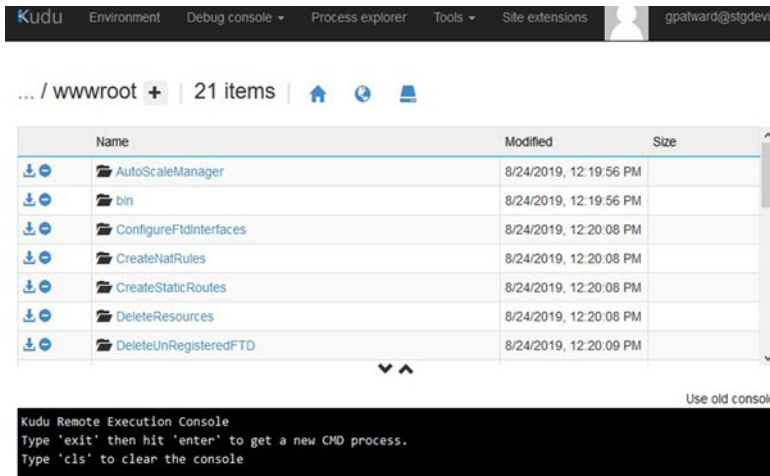 Kudu Environment Debug console Process explorer Tools Site extensions gpatward@stgdevi
... / wwwroot + 21 items
Name Modified Size
AutoScaleManager 8/24/2019, 12:19:56 PM
bin 8/24/2019, 12:19:56 PM
ConfigureFtdInterfaces 8/24/2019, 12:20:08 PM
CreateNatRules 8/24/2019, 12:20:08 PM
CreateStaticRoutes 8/24/2019, 12:20:08 PM
DeleteResources 8/24/2019, 12:20:08 PM
DeleteUnRegisteredFTD 8/24/2019, 12:20:09 PM
Use old console
Kudu Remote Execution Console
Type 'exit' then hit 'enter' to get a new CMD process.
Type 'cls' to clear the console